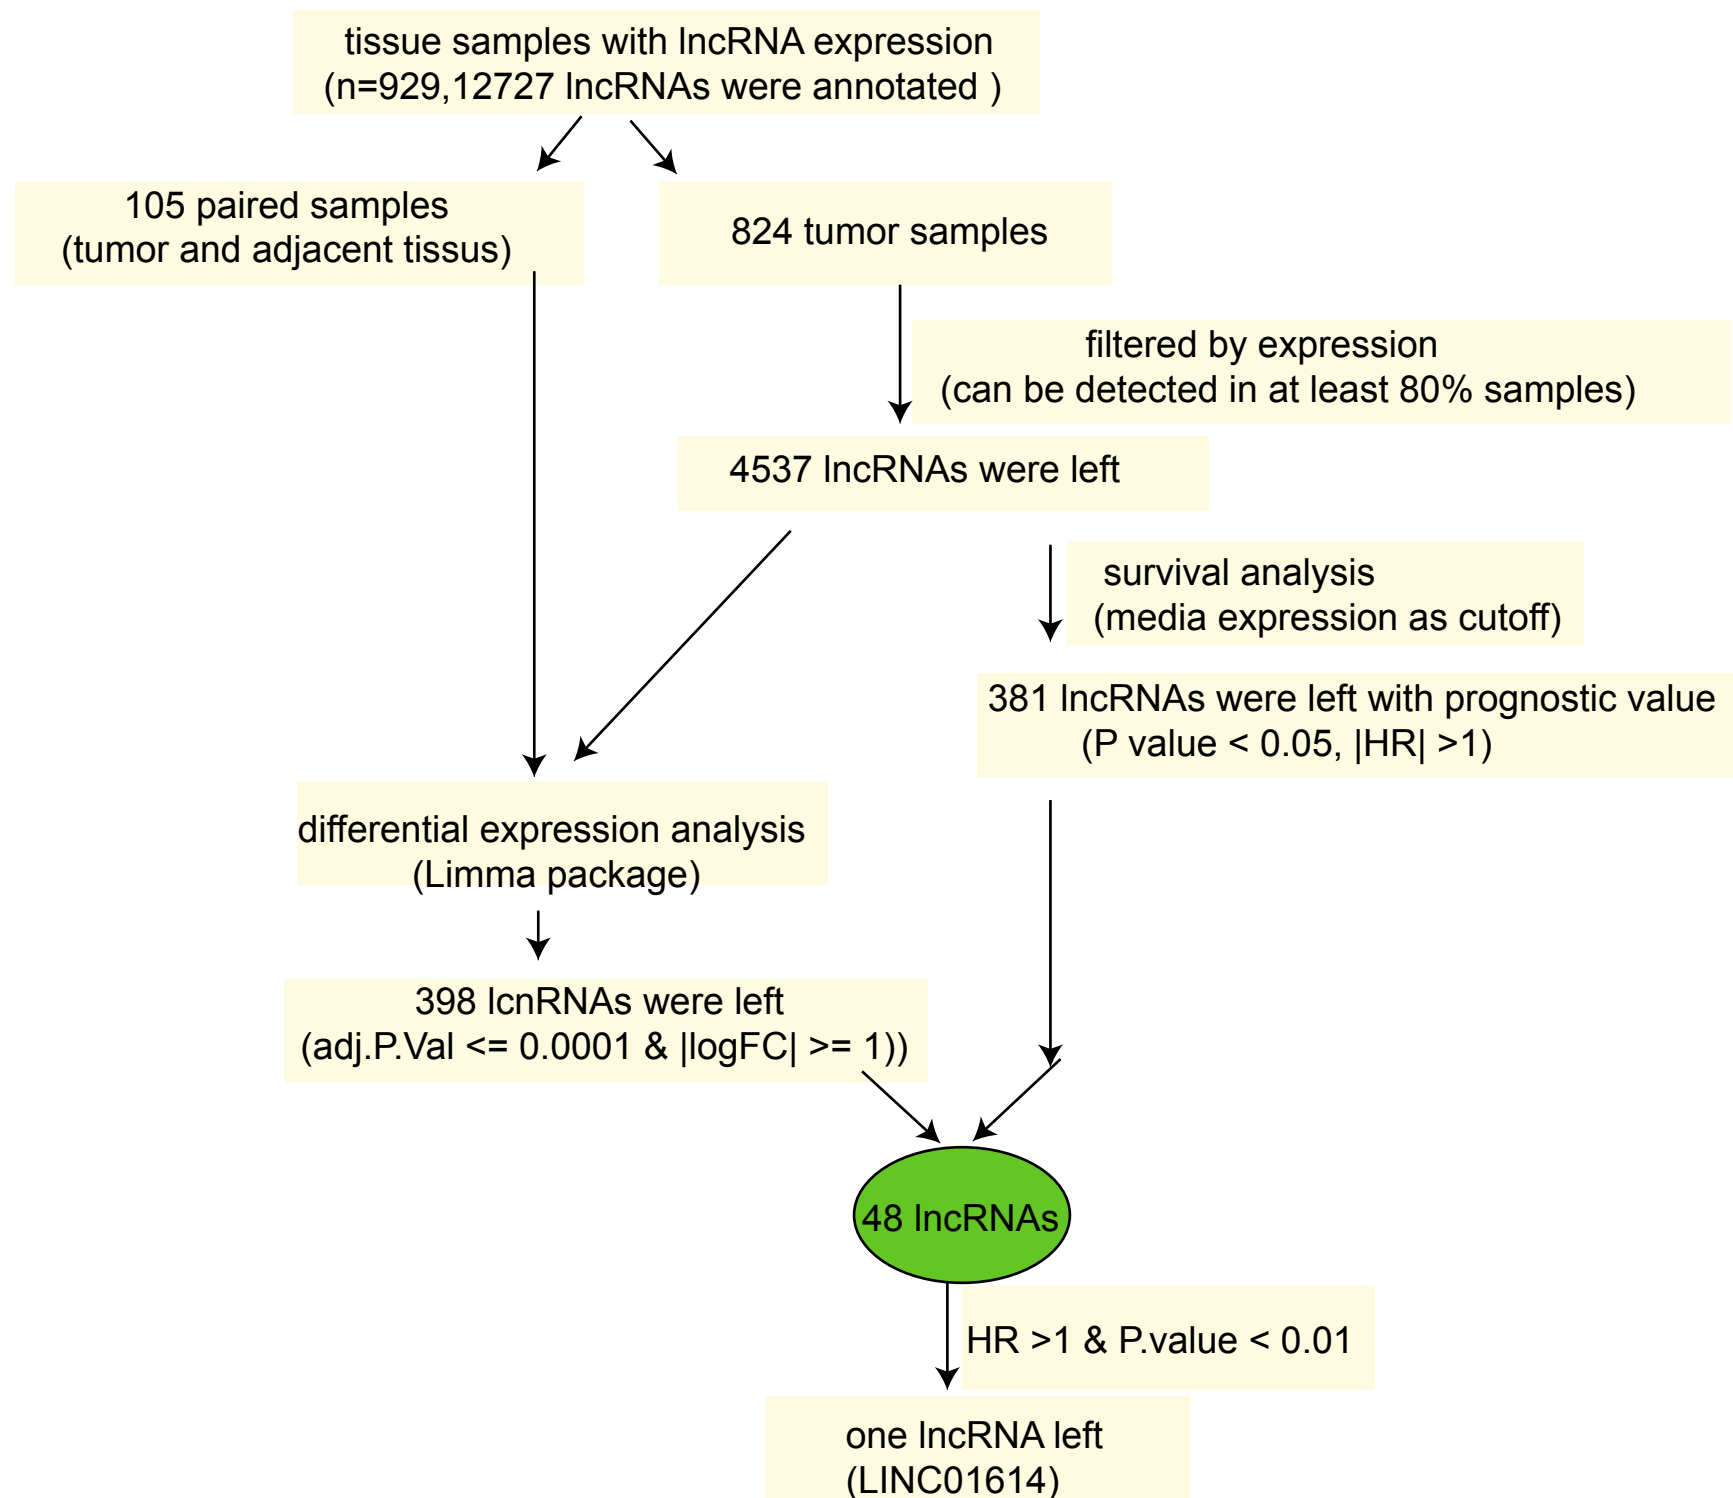 tissue samples with lncRNA expression
(n=929,12727 lncRNAs were annotated )
105 paired samples
(tumor and adjacent tissus)
824 tumor samples
filtered by expression
(can be detected in at least 80% samples)
4537 lncRNAs were left
survival analysis
(media expression as cutoff)
381 lncRNAs were left with prognostic value
(P value < 0.05, |HR| >1)
differential expression analysis
(Limma package)
398 lcnRNAs were left
(adj.P.Val <= 0.0001 & |logFC| >= 1))
48 lncRNAs
HR >1 & P.value < 0.01
one lncRNA left
(LINC01614)